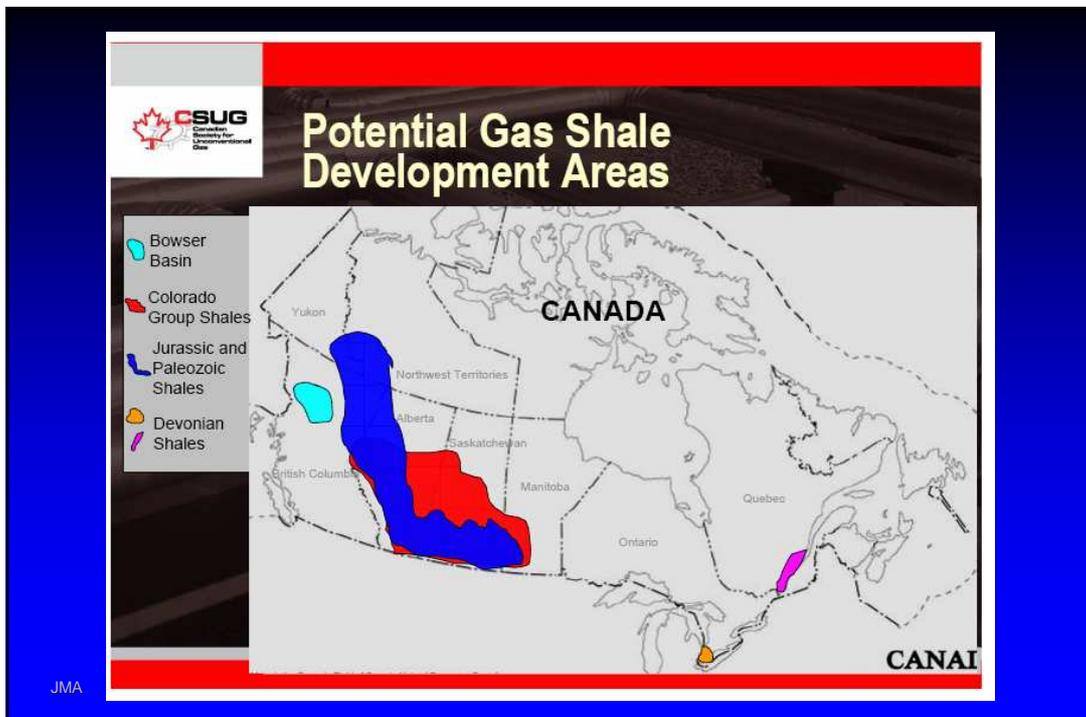 CSUG
Canadian
Society for
Unconventional
Gas
Potential Gas Shale
Development Areas
Bowser
Basin
Colorado
Group Shales
Jurassic and
Paleozoic
Shales
Devonian
Shales
CANADA
Yukon
Northwest Territories
Alberta
Saskatchewan
British Columbia
Manitoba
Quebec
Ontario
CANAI
JMA